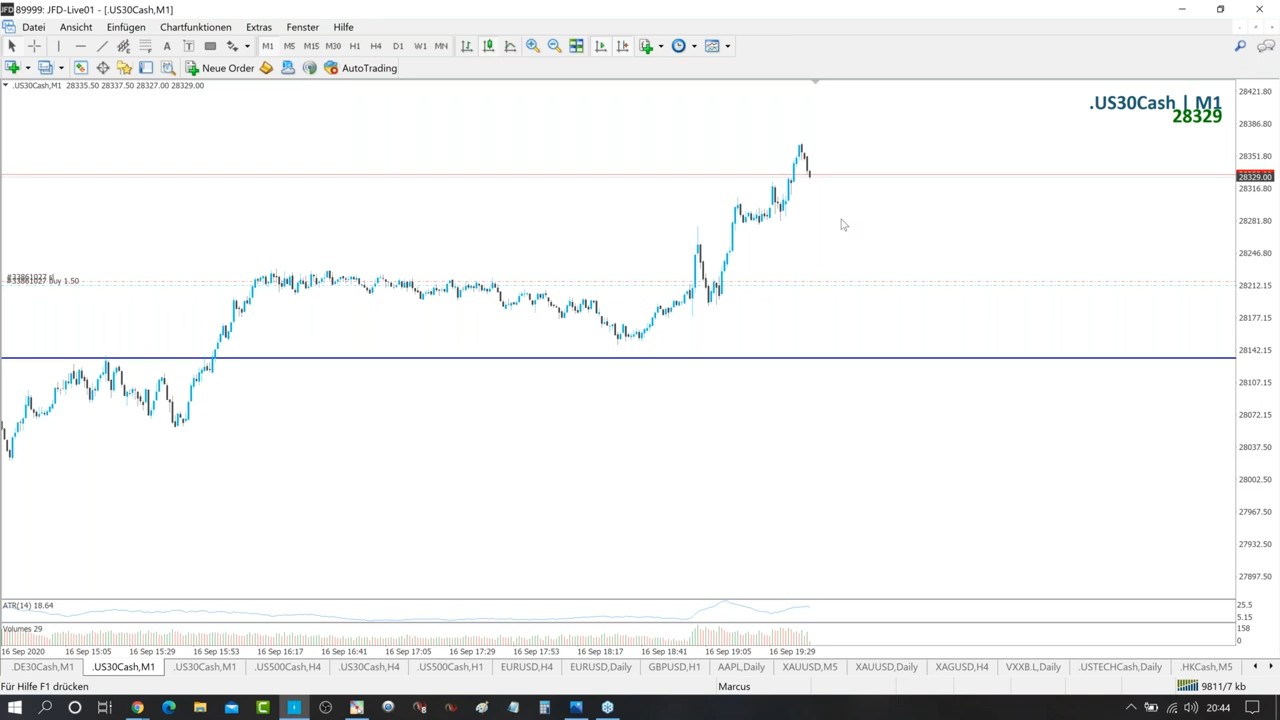 89999: JFD-Live01 - [.US30Cash,M1]
Datei Ansicht Einfügen Chartfunktionen Extras Fenster Hilfe
M1 M5 M15 M30 H1 H4 D1 W1 MN
New Order AutoTrading
.US30Cash,M1 28335.50 28337.50 28327.00 28329.00
.US30Cash | M1
28329
28421.80
28386.80
28351.80
28329.00
28316.80
28281.80
28246.80
#33861027 sl
#33861027 buy 1.50
28212.15
28177.15
28142.15
28107.15
28072.15
28037.50
28002.50
27967.50
27932.50
27897.50
ATR(14) 18.64
25.5
5.15
Volumes 29
158
0
16 Sep 2020 16 Sep 15:05 16 Sep 15:29 16 Sep 15:53 16 Sep 16:17 16 Sep 16:41 16 Sep 17:05 16 Sep 17:29 16 Sep 17:53 16 Sep 18:17 16 Sep 18:41 16 Sep 19:05 16 Sep 19:29
.DE30Cash,M1 .US30Cash,M1 .US30Cash,M1 .US500Cash,H4 .US30Cash,H4 .US500Cash,H1 EURUSD,H4 EURUSD,Daily GBPUSD,H1 AAPL,Daily XAUUSD,M5 XAUUSD,Daily XAGUSD,H4 VXXB.L,Daily .USTECHCash,Daily .HKCash,M5
Für Hilfe F1 drücken Marcus 9811/7 kb
20:44